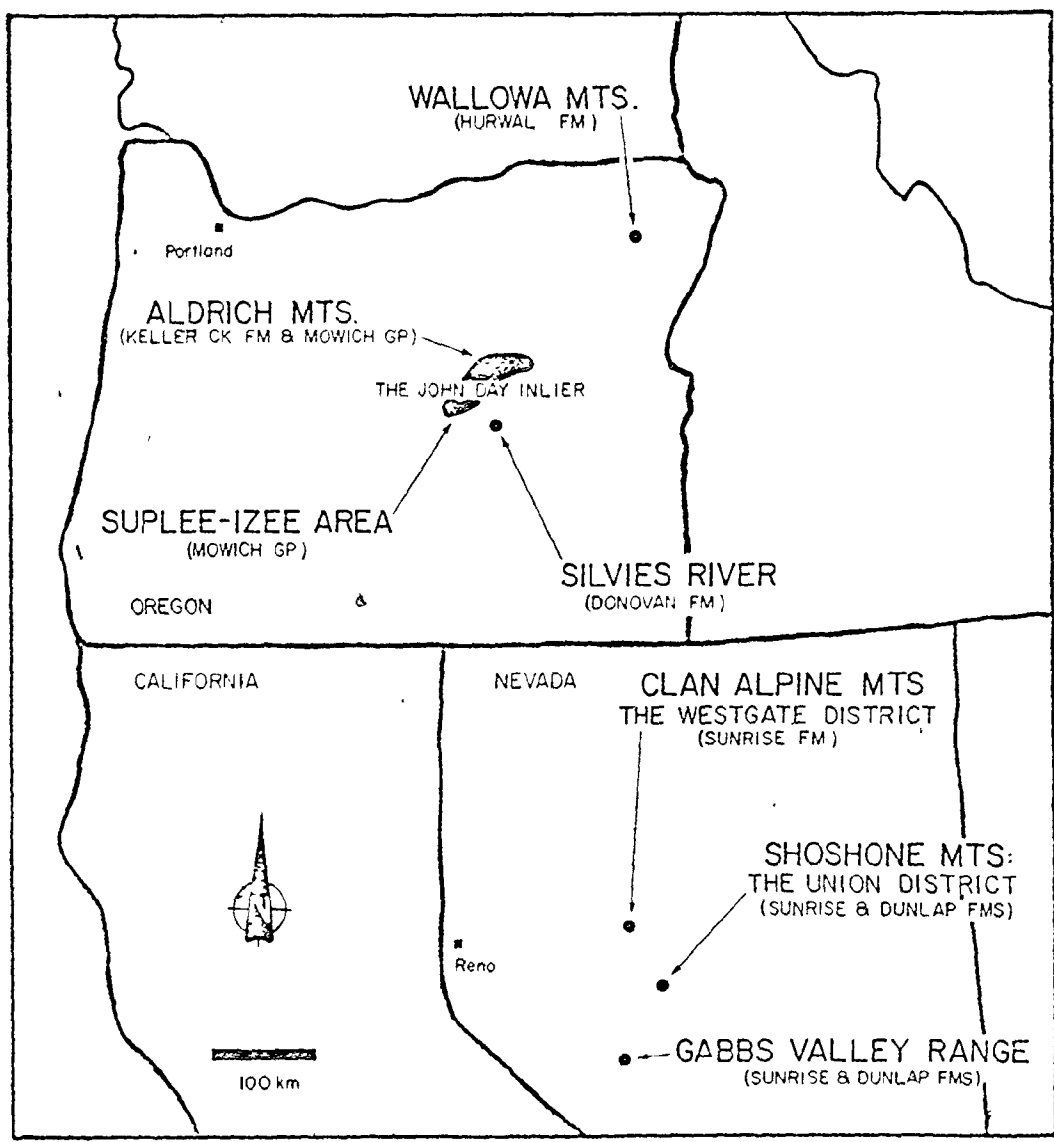 WALLOWA MTS.
(HURWAL FM)
Portland
ALDRICH MTS.
(KELLER CK FM & MOWICH GP)
THE JOHN DAY INLIER
SUPLEE-IZEE AREA
(MOWICH GP)
SILVIES RIVER
(DONOVAN FM)
OREGON
CALIFORNIA
NEVADA
CLAN ALPINE MTS
THE WESTGATE DISTRICT
(SUNRISE FM)
SHOSHONE MTS:
THE UNION DISTRICT
(SUNRISE & DUNLAP FMS)
N
Reno
GABBS VALLEY RANGE
(SUNRISE & DUNLAP FMS)
100 km